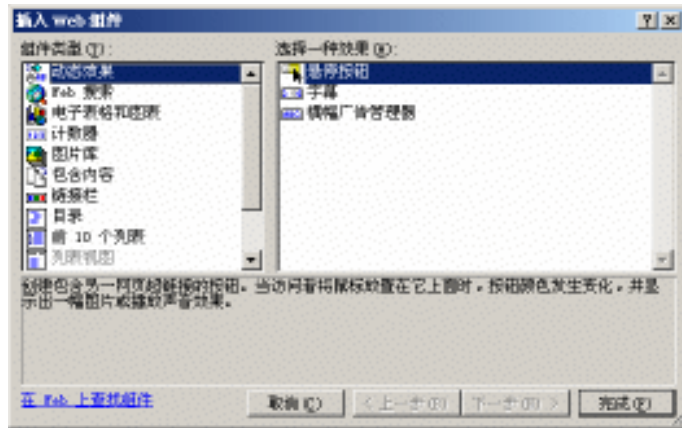 插入 Web 组件
组件类型(T):
选择一种效果(E):
动态效果
Web 搜索
电子表格和图表
计数器
图片库
包含内容
链接栏
目录
前 10 个列表
列表视图
悬停按钮
字幕
横幅广告管理器
创建包含另一网页超链接的按钮。当访问者将鼠标放置在它上面时，按钮颜色发生变化，并显
示出一幅图片或播放声音效果。
在 Web 上查找组件
取消(C)
< 上一步(B)
下一步(N) >
完成(F)